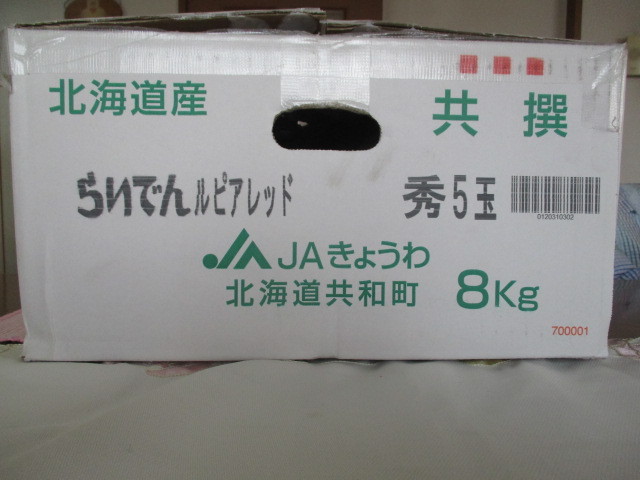 北海道産
共撰
らいでん ルピアレッド
秀5玉
0120310302
JA JAきょうわ
北海道共和町
8Kg
700001